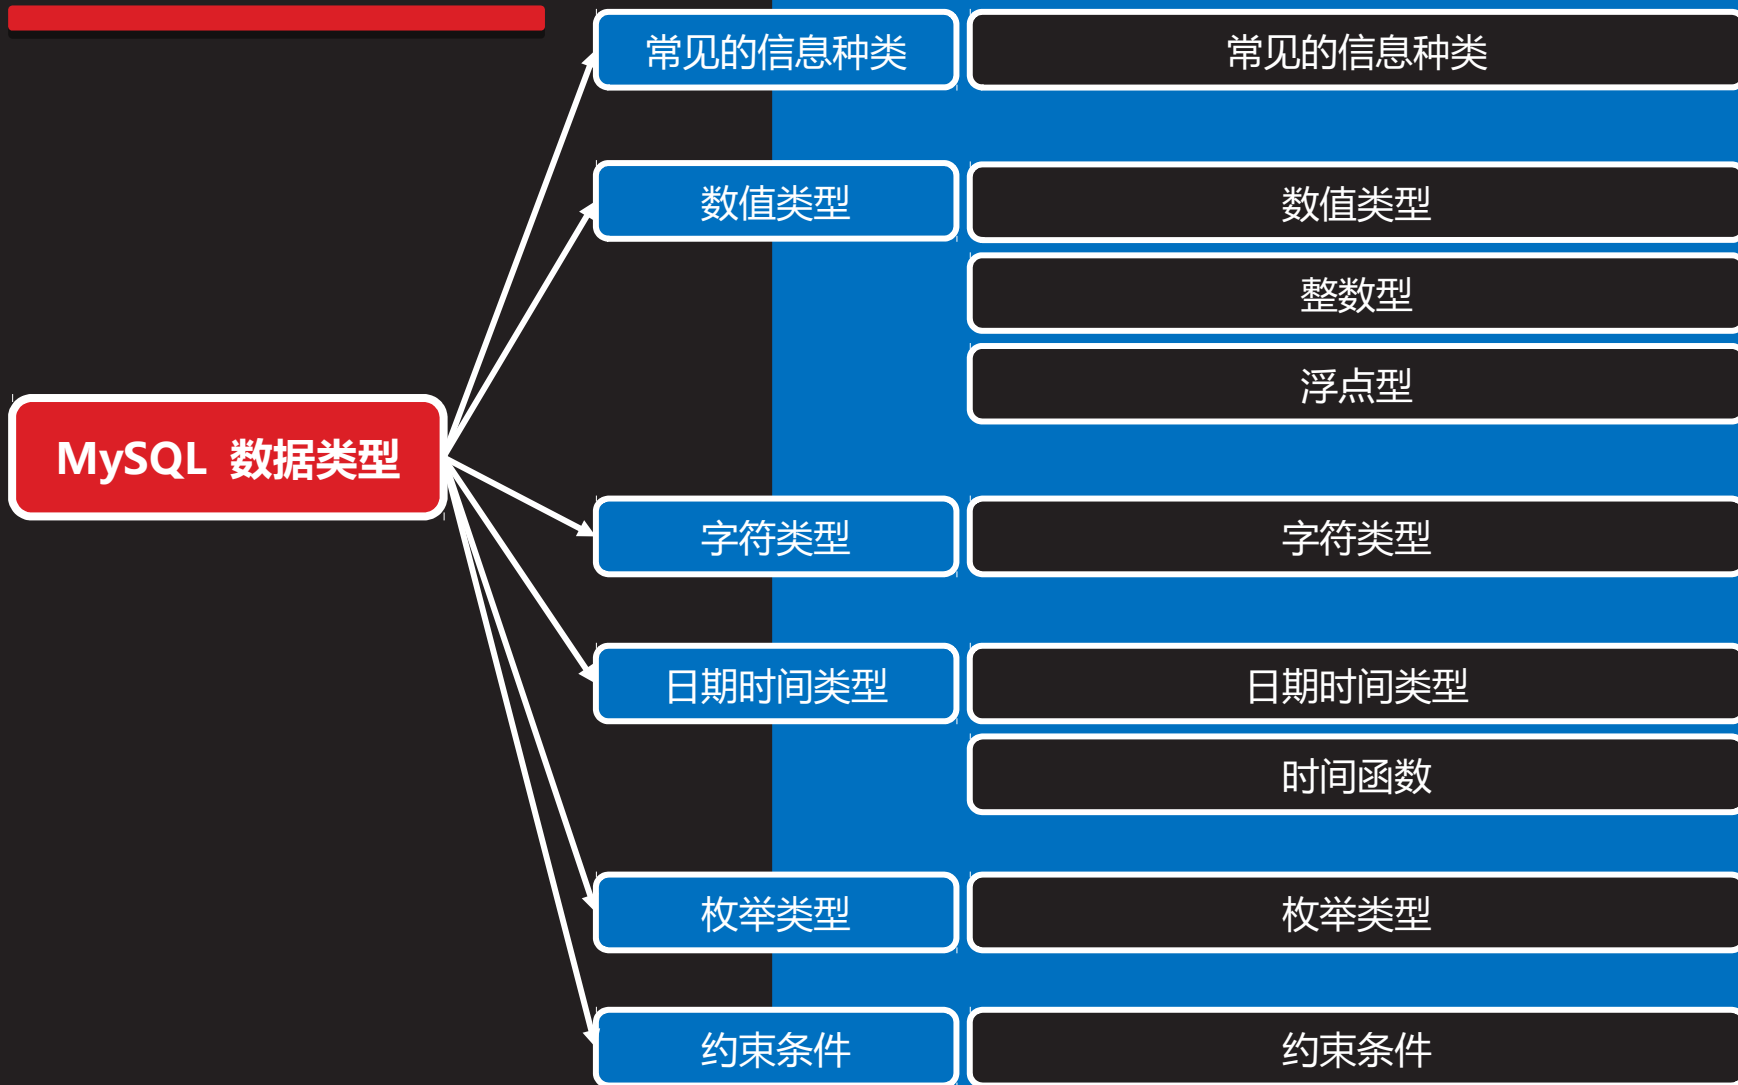 常见的信息种类
常见的信息种类
数值类型
数值类型
整数型
浮点型
MySQL 数据类型
字符类型
字符类型
日期时间类型
日期时间类型
时间函数
枚举类型
枚举类型
约束条件
约束条件